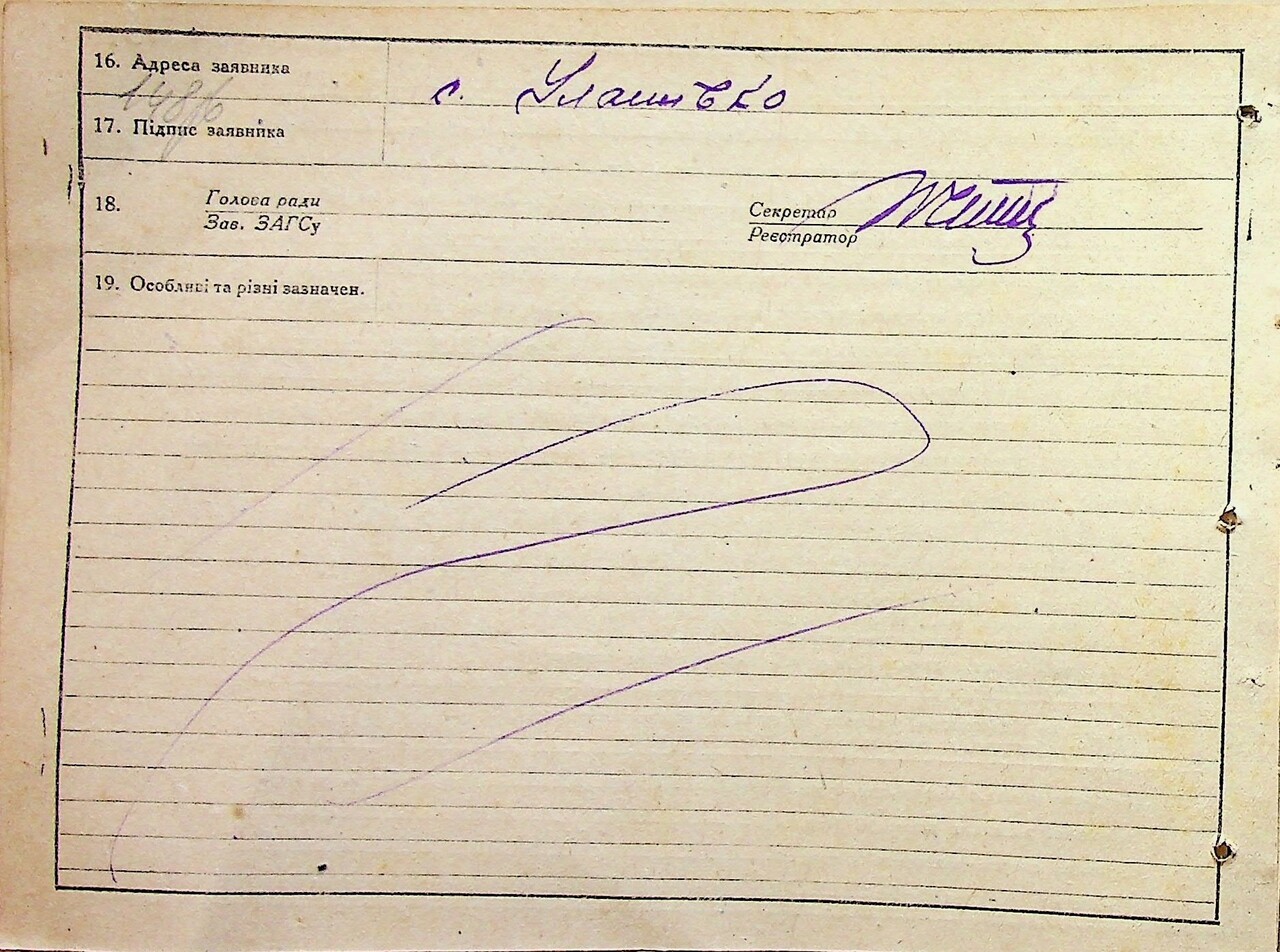 16. Адреса заявника
с. Уланівко
17. Підпис заявника
18. Голова ради
Зав. ЗАГСу
Секретар
Реєстратор
19. Особливі та різні зазначен.